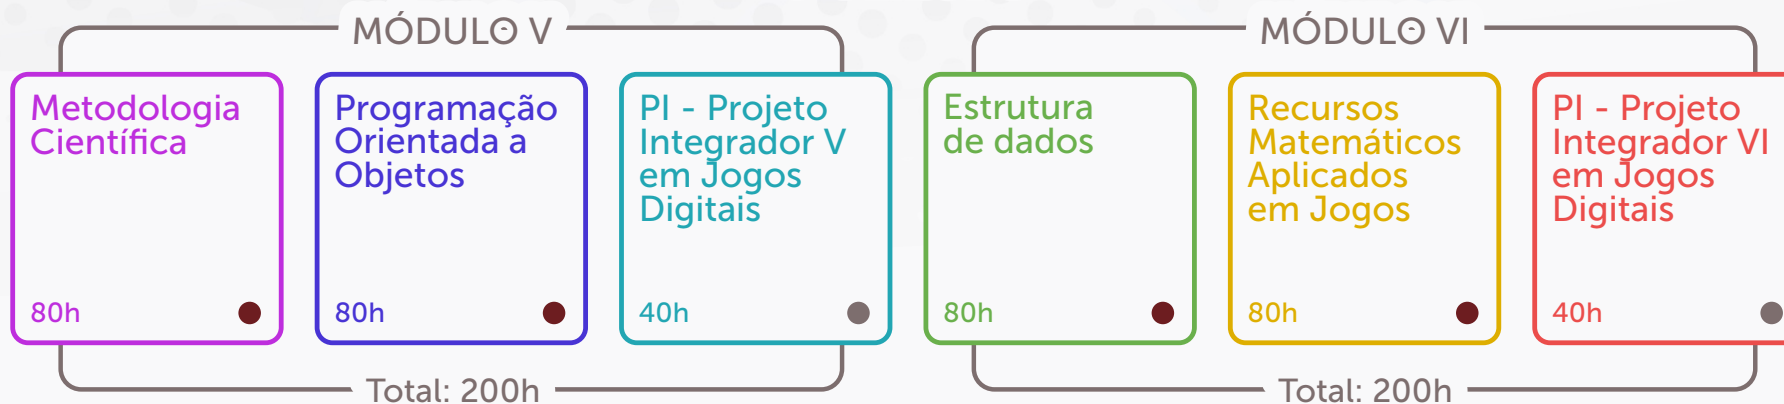 MÓDULO V
Metodologia
Científica
80h
Programação
Orientada a
Objetos
80h
PI - Projeto
Integrador V
em Jogos
Digitais
40h
Total: 200h
MÓDULO VI
Estrutura
de dados
80h
Recursos
Matemáticos
Aplicados
em Jogos
80h
PI - Projeto
Integrador VI
em Jogos
Digitais
40h
Total: 200h